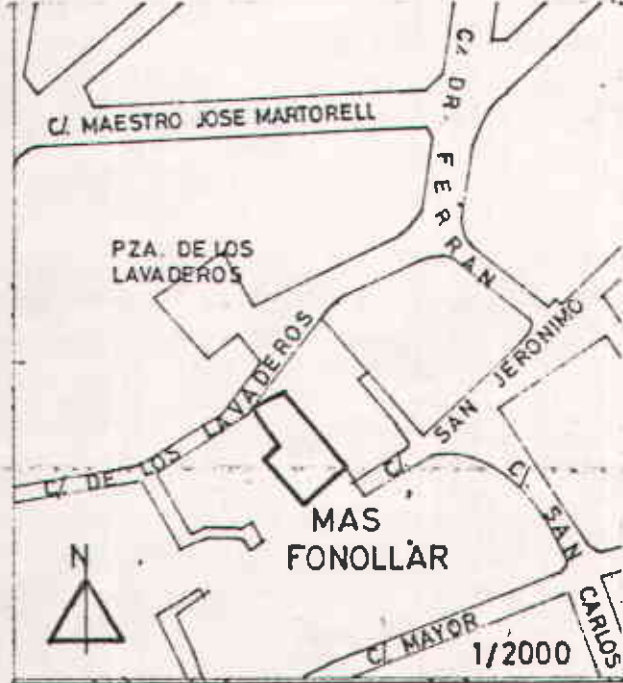 C/. DR. FERRAN
C/. MAESTRO JOSE MARTORELL
PZA. DE LOS
LAVADEROS
C/. DE LOS LAVADEROS
C/. SAN JERONIMO
C/. SAN CARLOS
MAS
FONOLLAR
N
C/. MAYOR
1/2000